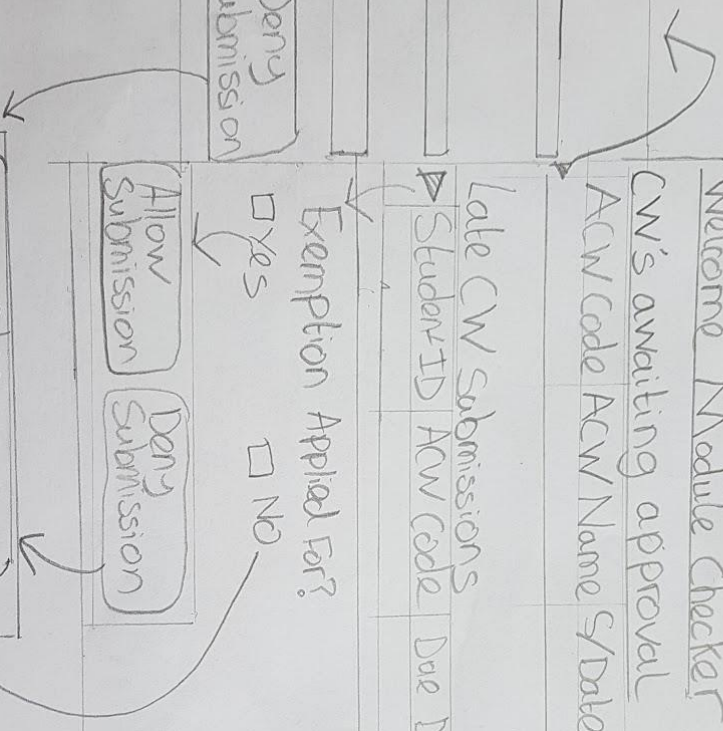 Welcome Module Checker
CW's awaiting approval
ACW Code ACW Name S/Date
Late CW Submissions
Student ID ACW Code Due D
Exemption Applied For?
Yes
No
Allow
Submission
Deny
Submission
Deny
ubmission